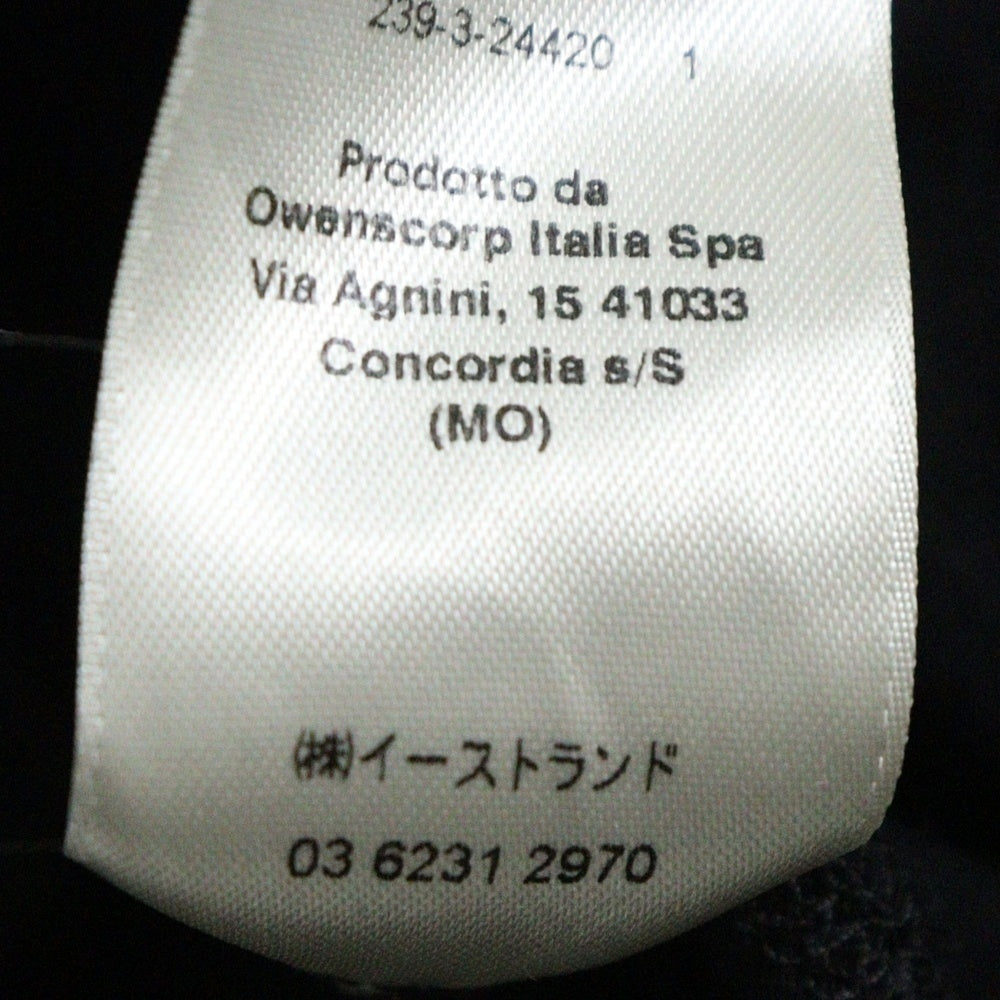 239-3-24420 1
Prodotto da
Owenscorp Italia Spa
Via Agnini, 15 41033
Concordia s/S
(MO)
㈱イーストランド
03 6231 2970